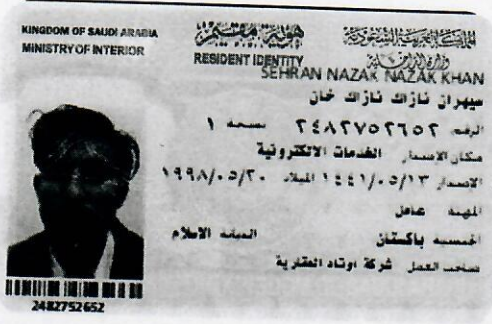 KINGDOM OF SAUDI ARABIA
MINISTRY OF INTERIOR
هوية مقيم
RESIDENT IDENTITY
المملكة العربية السعودية
وزارة الداخلية
SEHRAN NAZAK NAZAK KHAN
سيهران نازاك نازاك خان
الرقم ٢٤٨٢٧٥٢٦٥٢ نسخة ١
مكان الاصدار الخدمات الالكترونية
الاصدار ١٤٤١/٠٥/١٣ الميلاد ١٩٩٨/٠٥/٢٠
المهنة عامل
الجنسية باكستان الديانة الاسلام
صاحب العمل شركة اوتاد العقارية
2482752652